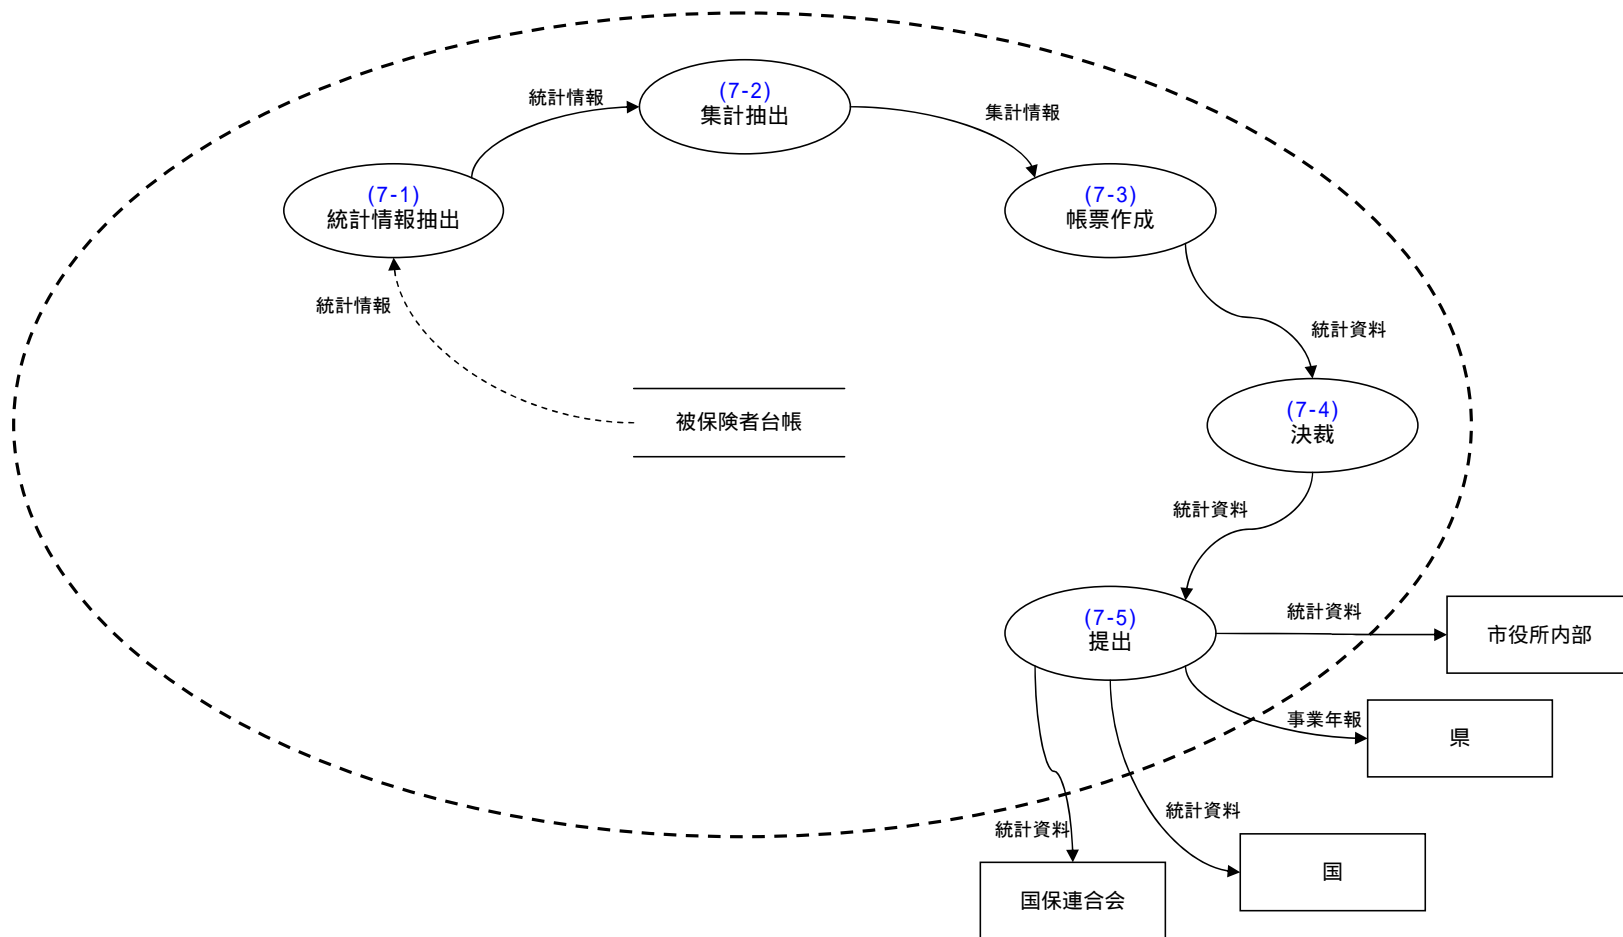 (7-2)
集計抽出
統計情報
集計情報
(7-1)
統計情報抽出
(7-3)
帳票作成
統計情報
統計資料
被保険者台帳
(7-4)
決裁
統計資料
(7-5)
提出
統計資料
市役所内部
事業年報
県
統計資料
統計資料
国
国保連合会